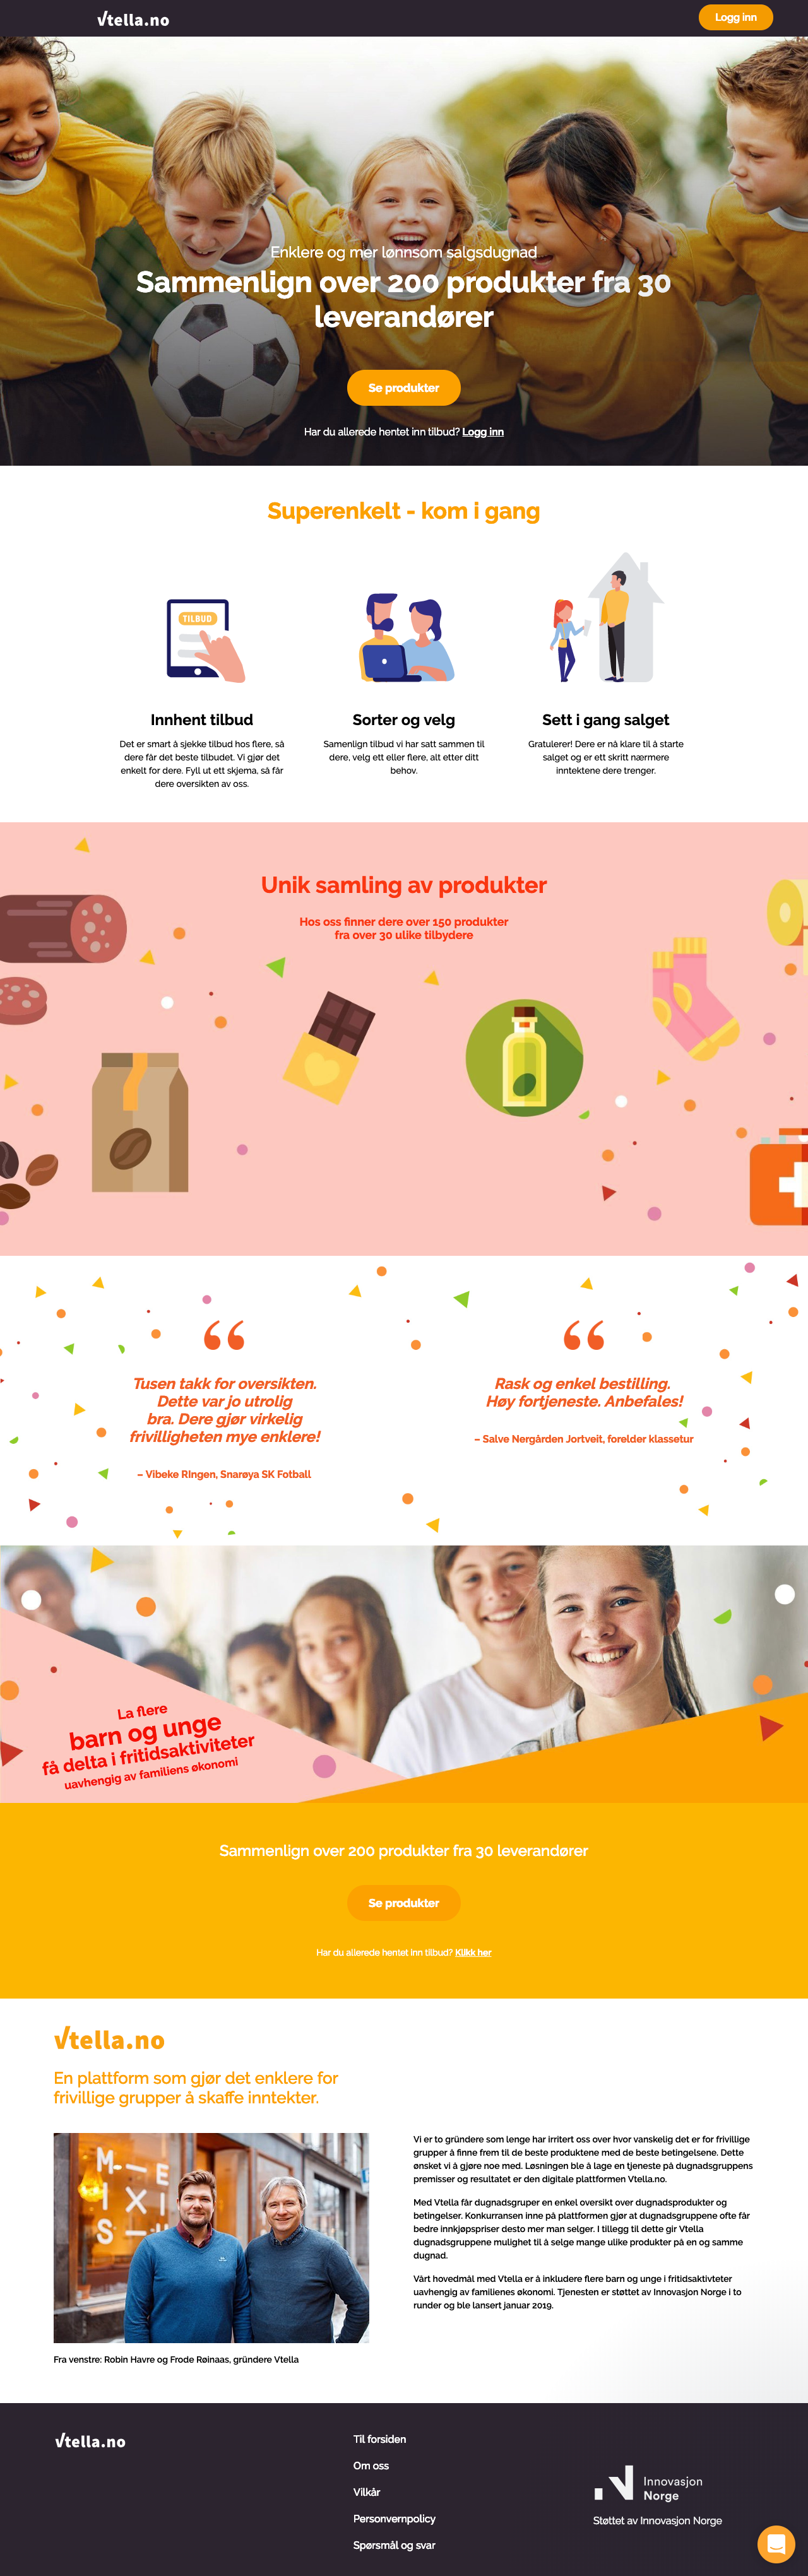 Vtella.no
Logg inn
Enklere og mer lønnsom salgsdugnad
Sammenlign over 200 produkter fra 30
leverandører
Se produkter
Har du allerede hentet inn tilbud? Logg inn
Superenkelt - kom i gang
TILBUD
Innhent tilbud
Det er smart å sjekke tilbud hos flere, så
dere får det beste tilbudet. Vi gjør det
enkelt for dere. Fyll ut ett skjema, så får
dere oversikten av oss.
Sorter og velg
Samenlign tilbud vi har satt sammen til
dere, velg ett eller flere, alt etter ditt
behov.
Sett i gang salget
Gratulerer! Dere er nå klare til å starte
salget og er ett skritt nærmere
inntektene dere trenger.
Unik samling av produkter
Hos oss finner dere over 150 produkter
fra over 30 ulike tilbydere
“
Tusen takk for oversikten.
Dette var jo utrolig
bra. Dere gjør virkelig
frivilligheten mye enklere!
– Vibeke RIngen, Snarøya SK Fotball
“
Rask og enkel bestilling.
Høy fortjeneste. Anbefales!
– Salve Nergården Jortveit, forelder klassetur
La flere
barn og unge
få delta i fritidsaktiviteter
uavhengig av familiens økonomi
Sammenlign over 200 produkter fra 30 leverandører
Se produkter
Har du allerede hentet inn tilbud? Klikk her
Vtella.no
En plattform som gjør det enklere for
frivillige grupper å skaffe inntekter.
Fra venstre: Robin Havre og Frode Røinaas, gründere Vtella
Vi er to gründere som lenge har irritert oss over hvor vanskelig det er for frivillige
grupper å finne frem til de beste produktene med de beste betingelsene. Dette
ønsket vi å gjøre noe med. Løsningen ble å lage en tjeneste på dugnadsgruppens
premisser og resultatet er den digitale plattformen Vtella.no.
Med Vtella får dugnadsgruper en enkel oversikt over dugnadsprodukter og
betingelser. Konkurransen inne på plattformen gjør at dugnadsgruppene ofte får
bedre innkjøpspriser desto mer man selger. I tillegg til dette gir Vtella
dugnadsgruppene mulighet til å selge mange ulike produkter på en og samme
dugnad.
Vårt hovedmål med Vtella er å inkludere flere barn og unge i fritidsaktivteter
uavhengig av familienes økonomi. Tjenesten er støttet av Innovasjon Norge i to
runder og ble lansert januar 2019.
Vtella.no
Til forsiden
Om oss
Vilkår
Personvernpolicy
Spørsmål og svar
Innovasjon
Norge
Støttet av Innovasjon Norge